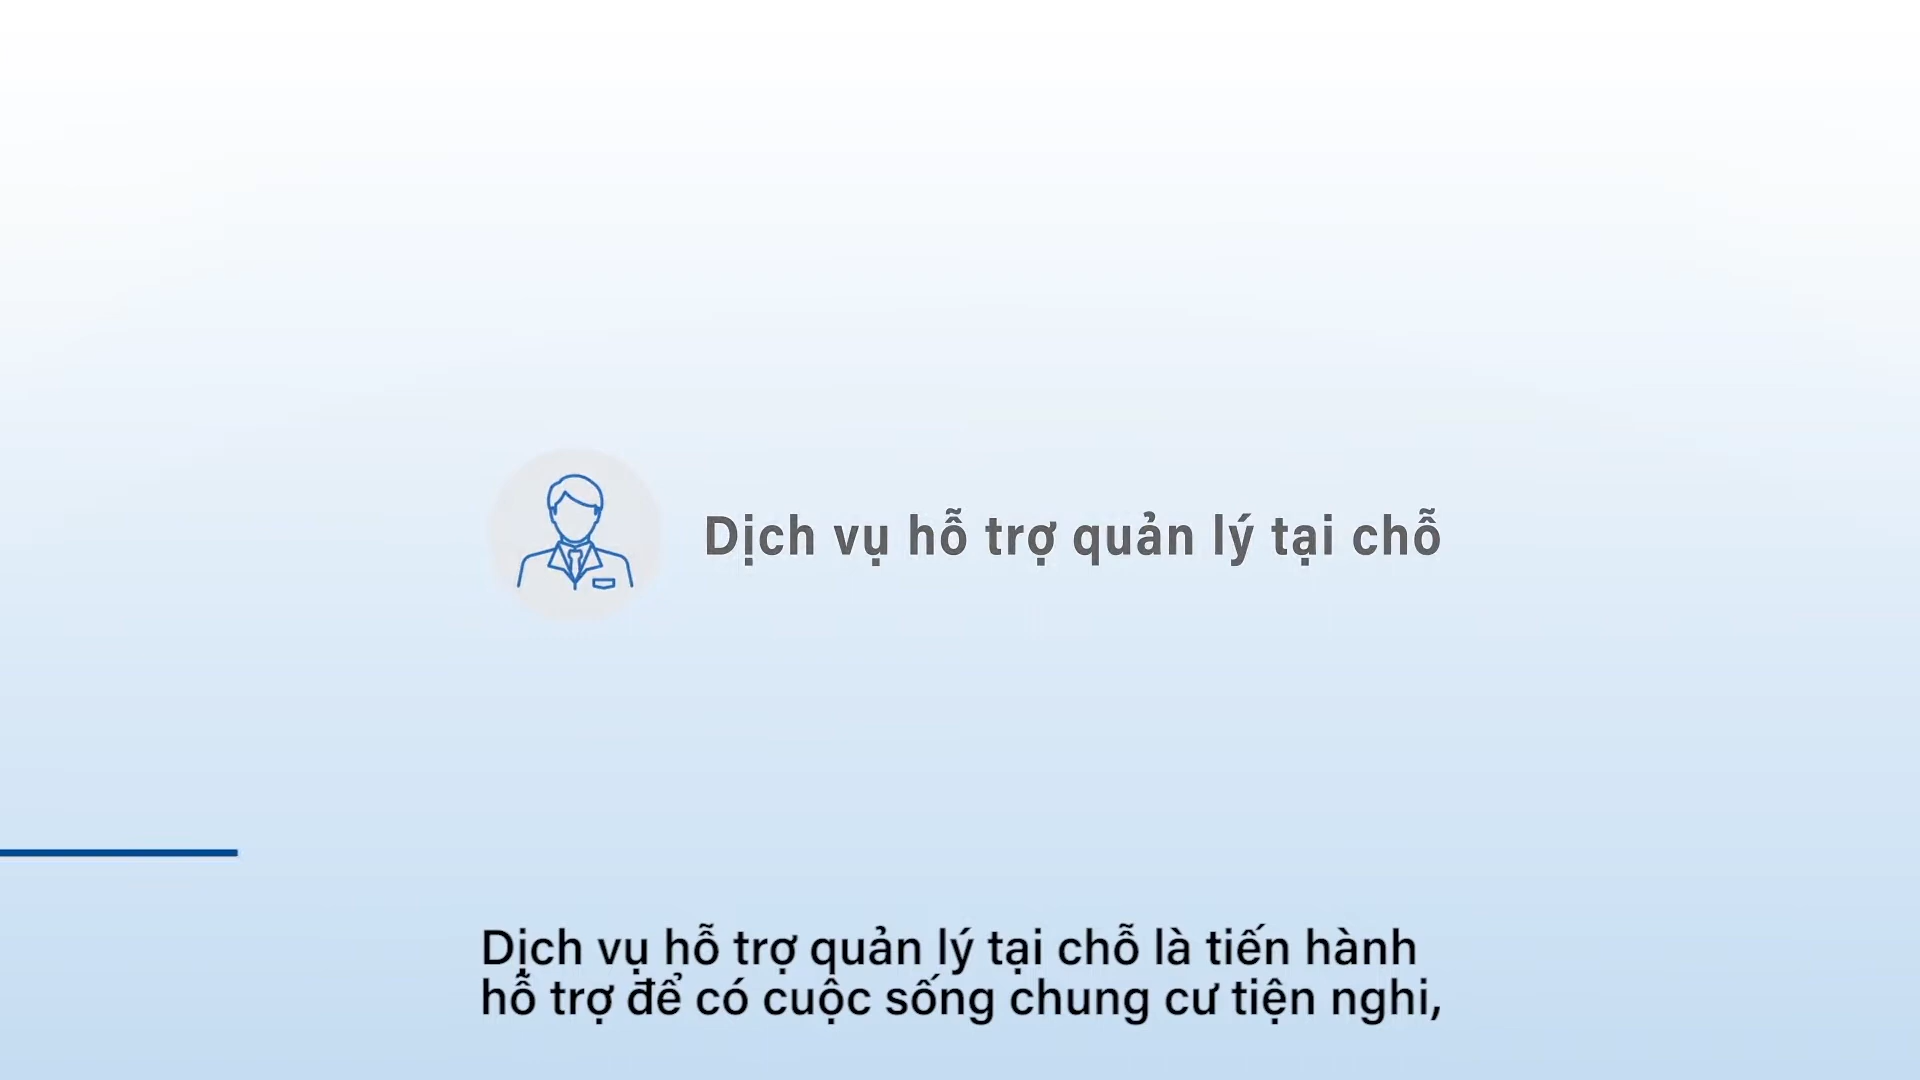 Dịch vụ hỗ trợ quản lý tại chỗ
Dịch vụ hỗ trợ quản lý tại chỗ là tiến hành
hỗ trợ để có cuộc sống chung cư tiện nghi,